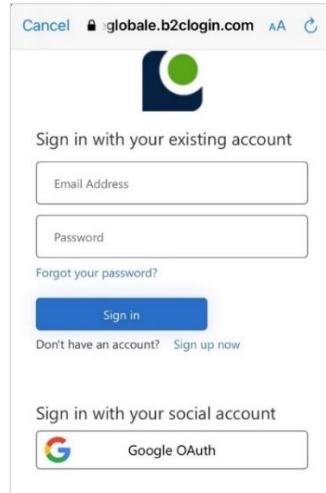 Cancel globale.b2clogin.com AA
Sign in with your existing account
Email Address
Password
Forgot your password?
Sign in
Don't have an account? Sign up now
Sign in with your social account
Google OAuth